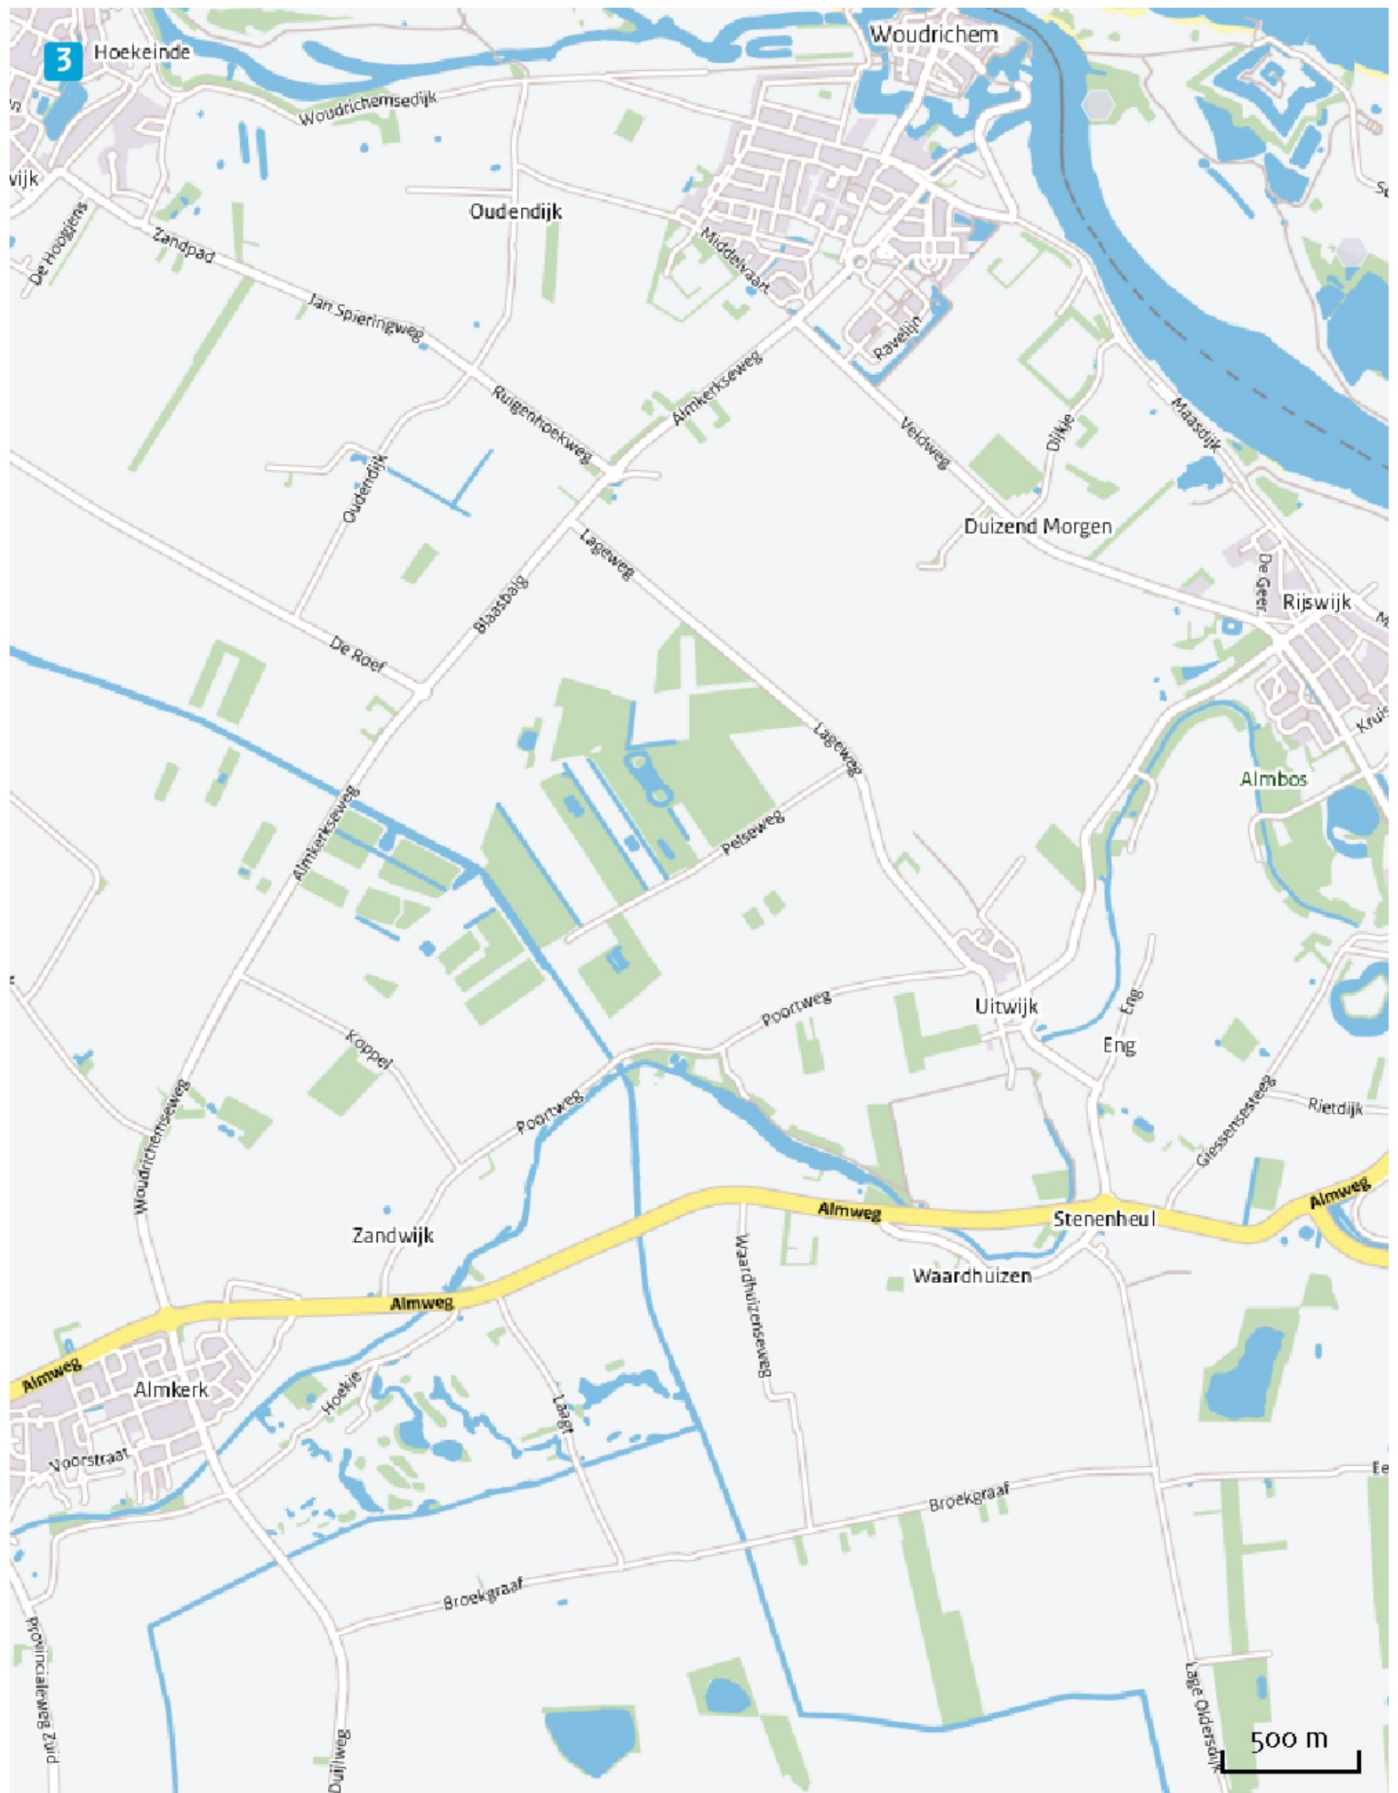 Woudrichem
3
Hoekeinde
Woudrichemsedijk
wijk
Oudendijk
De Hoogjens
Zandpad
Middelvaart
Jan Spieringweg
Ravelijn
Almkerkseweg
Ruigenhoekweg
Veldweg
Dijkje
Maasdijk
Oudendijk
Duizend Morgen
Lageweg
De Geer
Rijswijk
Blaasbalg
De Roef
Kruis
Lageweg
Almbos
Almkerkseweg
Pelseweg
Poortweg
Uitwijk
Eng
Eng
Koppel
Woudrichemseweg
Poortweg
Giessensesteeg
Rietdijk
Almweg
Almweg
Stenenheul
Zandwijk
Waardhuizenseweg
Waardhuizen
Almweg
Almweg
Almkerk
Hoekje
Laagt
Voorstraat
Ee
Broekgraaf
Broekgraaf
Provincialeweg Zuid
Duijlweg
Lage Oldersdijk
500 m